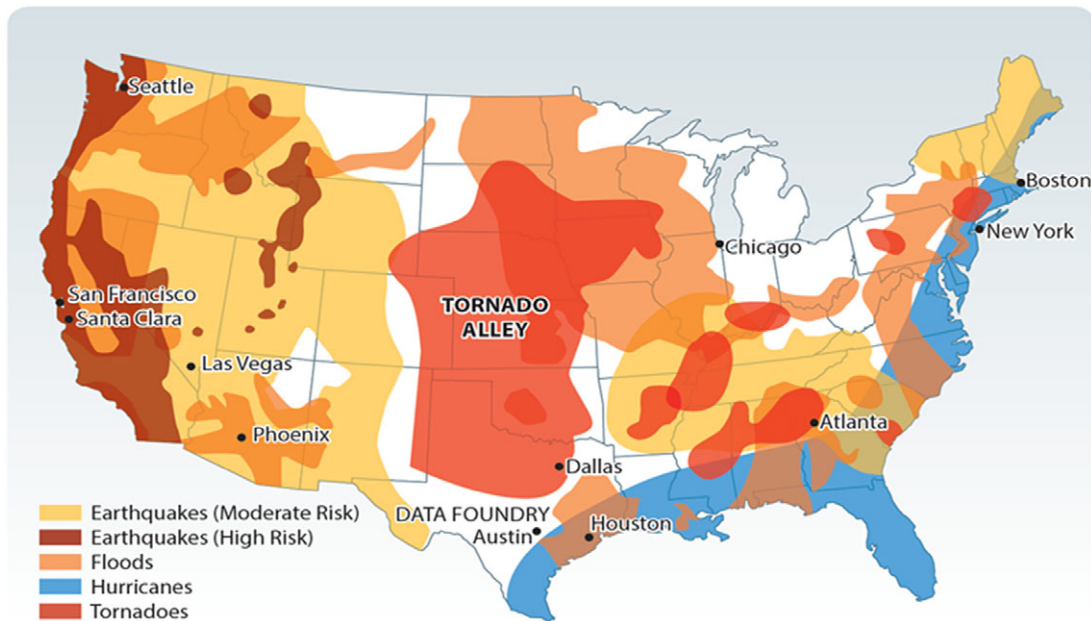 Seattle
Boston
New York
Chicago
San Francisco
Santa Clara
TORNADO
ALLEY
Las Vegas
Phoenix
Atlanta
Dallas
DATA FOUNDRY
Austin
Houston
Earthquakes (Moderate Risk)
Earthquakes (High Risk)
Floods
Hurricanes
Tornadoes